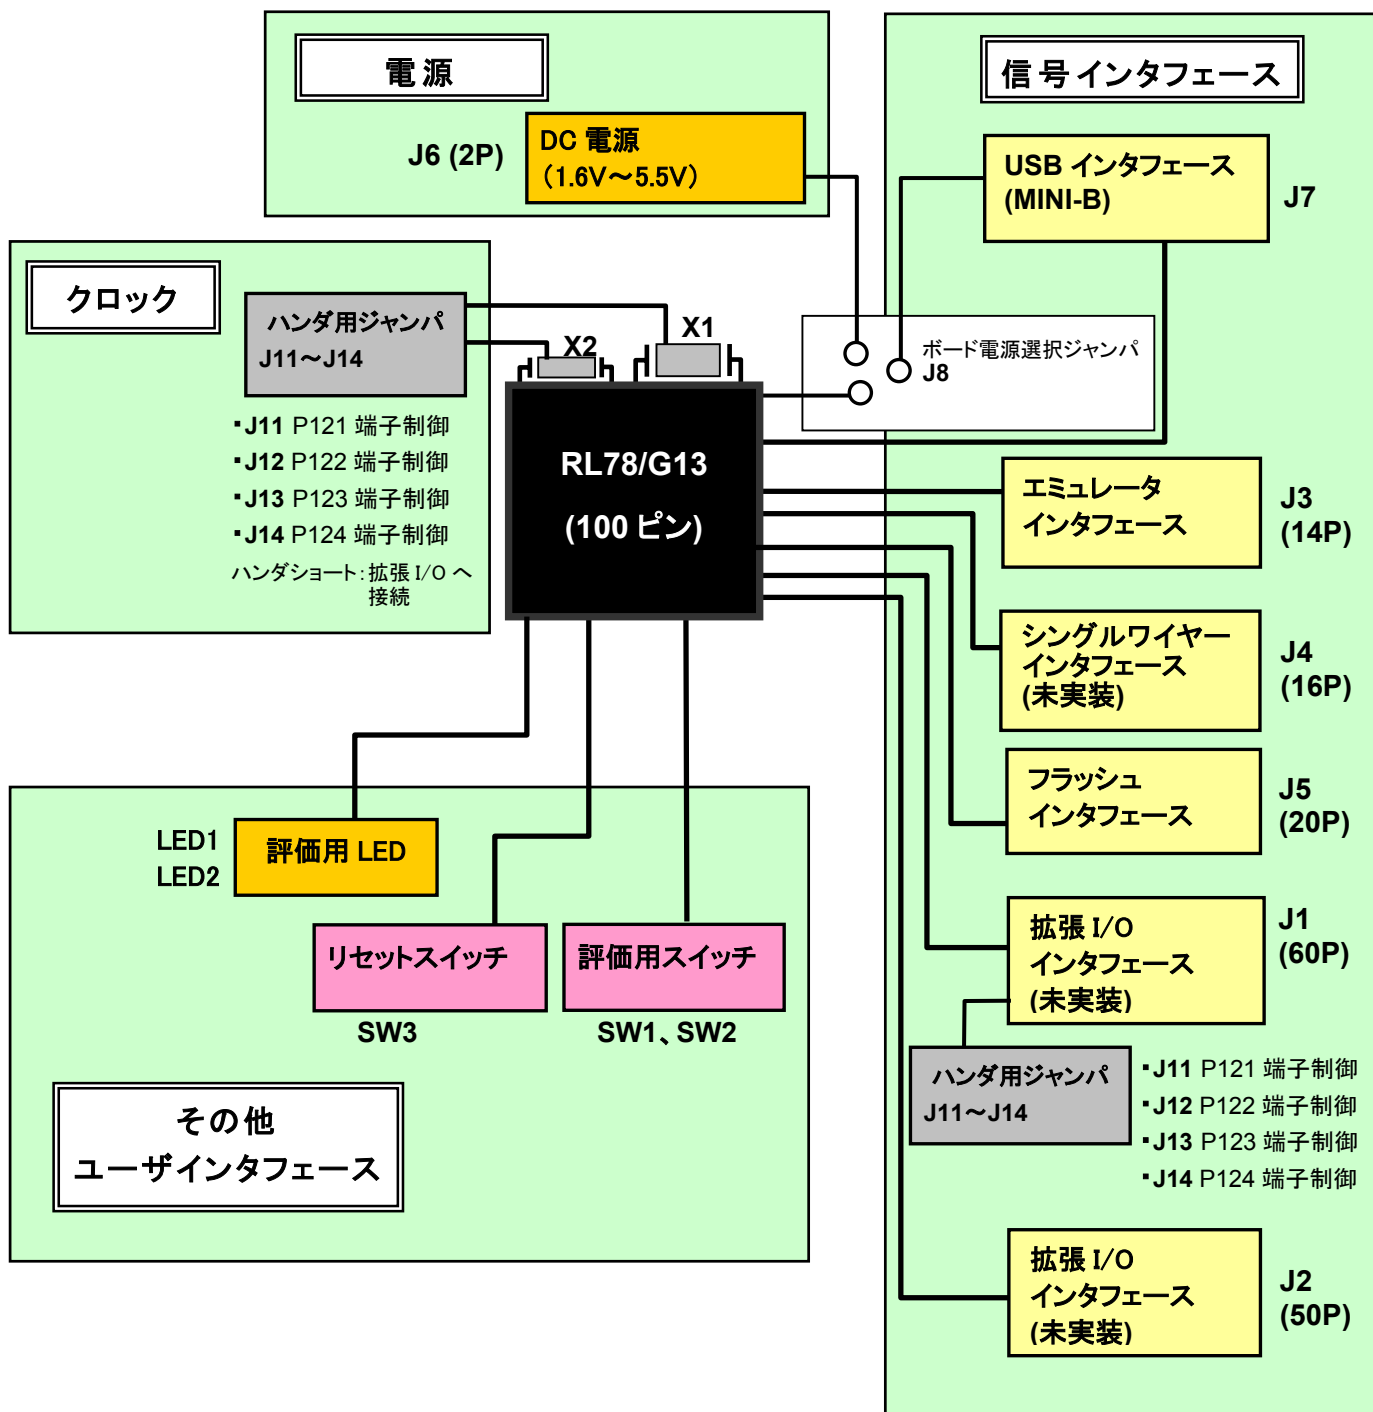 電源
J6 (2P)
DC 電源
(1.6V～5.5V)
信号インタフェース
USB インタフェース
(MINI-B)
J7
クロック
ハンダ用ジャンパ
J11～J14
X2
X1
ボード電源選択ジャンパ
J8
▪J11 P121 端子制御
▪J12 P122 端子制御
▪J13 P123 端子制御
▪J14 P124 端子制御
ハンダショート：拡張 I/O へ
接続
RL78/G13
(100 ピン)
エミュレータ
インタフェース
J3
(14P)
シングルワイヤー
インタフェース
(未実装)
J4
(16P)
フラッシュ
インタフェース
J5
(20P)
拡張 I/O
インタフェース
(未実装)
J1
(60P)
ハンダ用ジャンパ
J11～J14
▪J11 P121 端子制御
▪J12 P122 端子制御
▪J13 P123 端子制御
▪J14 P124 端子制御
拡張 I/O
インタフェース
(未実装)
J2
(50P)
LED1
LED2
評価用 LED
リセットスイッチ
SW3
評価用スイッチ
SW1、SW2
その他
ユーザインタフェース